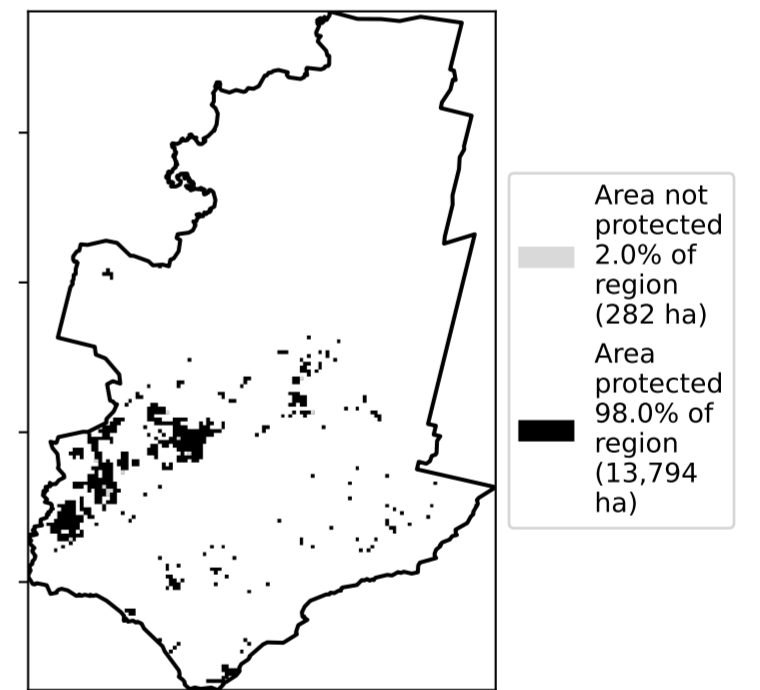 Area not
protected
2.0% of
region
(282 ha)
Area
protected
98.0% of
region
(13,794
ha)